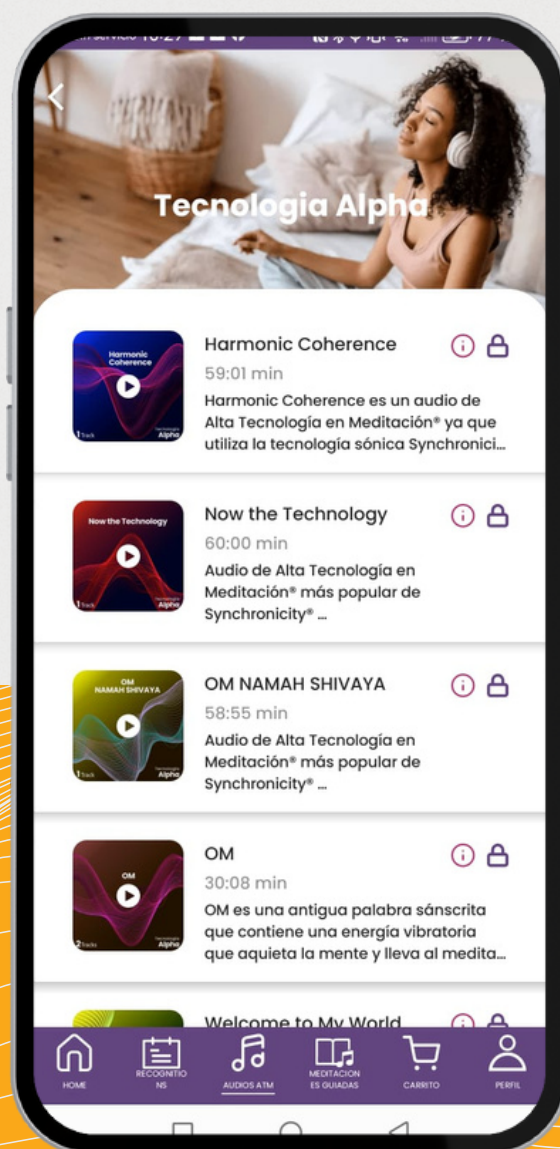 Tecnologia Alpha
Harmonic
Coherence
1 Track
Tecnología
Alpha
Harmonic Coherence
59:01 min
Harmonic Coherence es un audio de
Alta Tecnología en Meditación® ya que
utiliza la tecnología sónica Synchronici...
Now the Technology
1 Track
Tecnología
Alpha
Now the Technology
60:00 min
Audio de Alta Tecnología en
Meditación® más popular de
Synchronicity® ...
OM
NAMAH SHIVAYA
1 Track
Tecnología
Alpha
OM NAMAH SHIVAYA
58:55 min
Audio de Alta Tecnología en
Meditación® más popular de
Synchronicity® ...
OM
2 Tracks
Tecnología
Alpha
OM
30:08 min
OM es una antigua palabra sánscrita
que contiene una energía vibratoria
que aquieta la mente y lleva al medita...
Welcome to My World
HOME
RECOGNITIO
NS
AUDIOS ATM
MEDITACION
ES GUIADAS
CARRITO
PERFIL